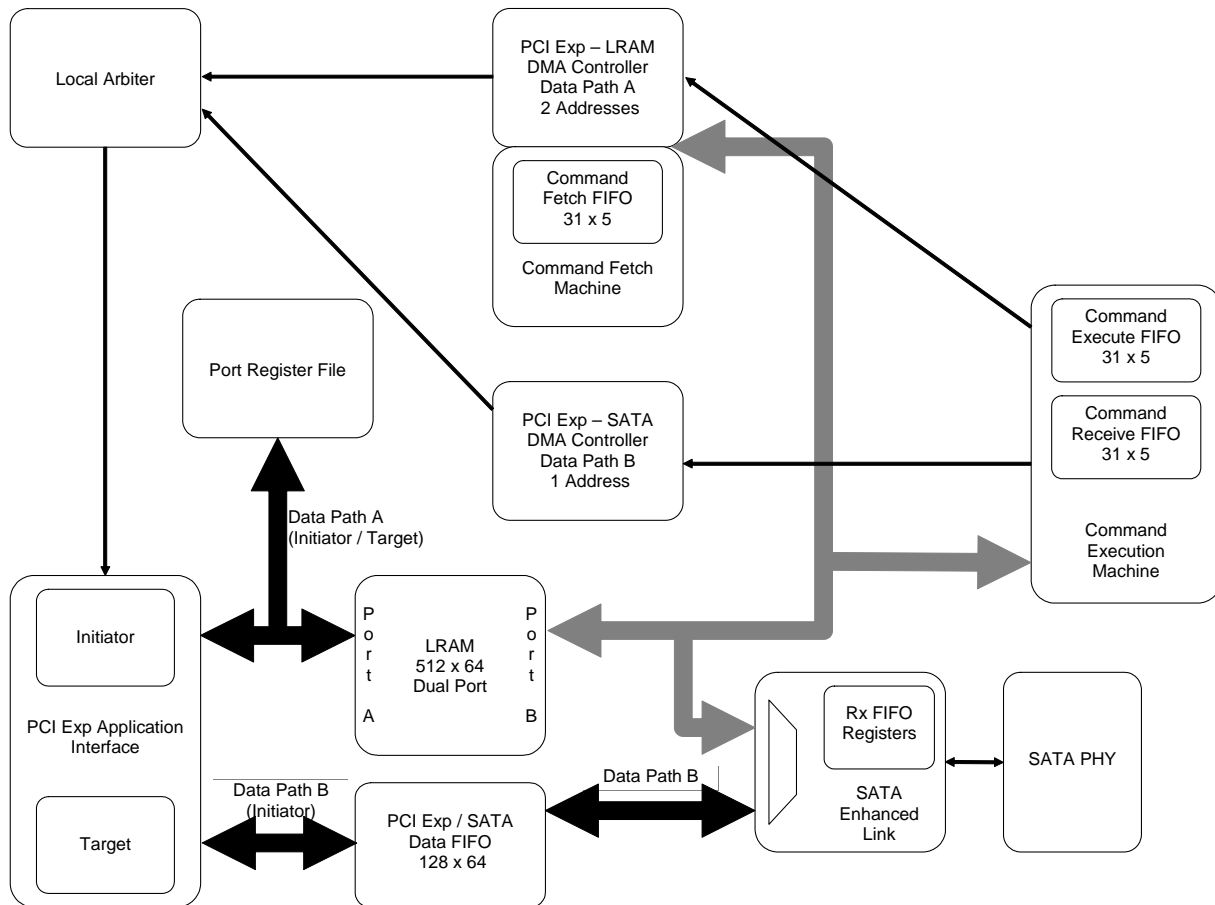 Local Arbiter
PCI Exp – LRAM
DMA Controller
Data Path A
2 Addresses
Command
Fetch FIFO
31 x 5
Command Fetch
Machine
Port Register File
PCI Exp – SATA
DMA Controller
Data Path B
1 Address
Command
Execute FIFO
31 x 5
Command
Receive FIFO
31 x 5
Command
Execution
Machine
Data Path A
(Initiator / Target)
Initiator
PCI Exp Application
Interface
Target
Port A
LRAM
512 x 64
Dual Port
Port B
Data Path B
(Initiator)
PCI Exp / SATA
Data FIFO
128 x 64
Data Path B
Rx FIFO
Registers
SATA
Enhanced
Link
SATA PHY